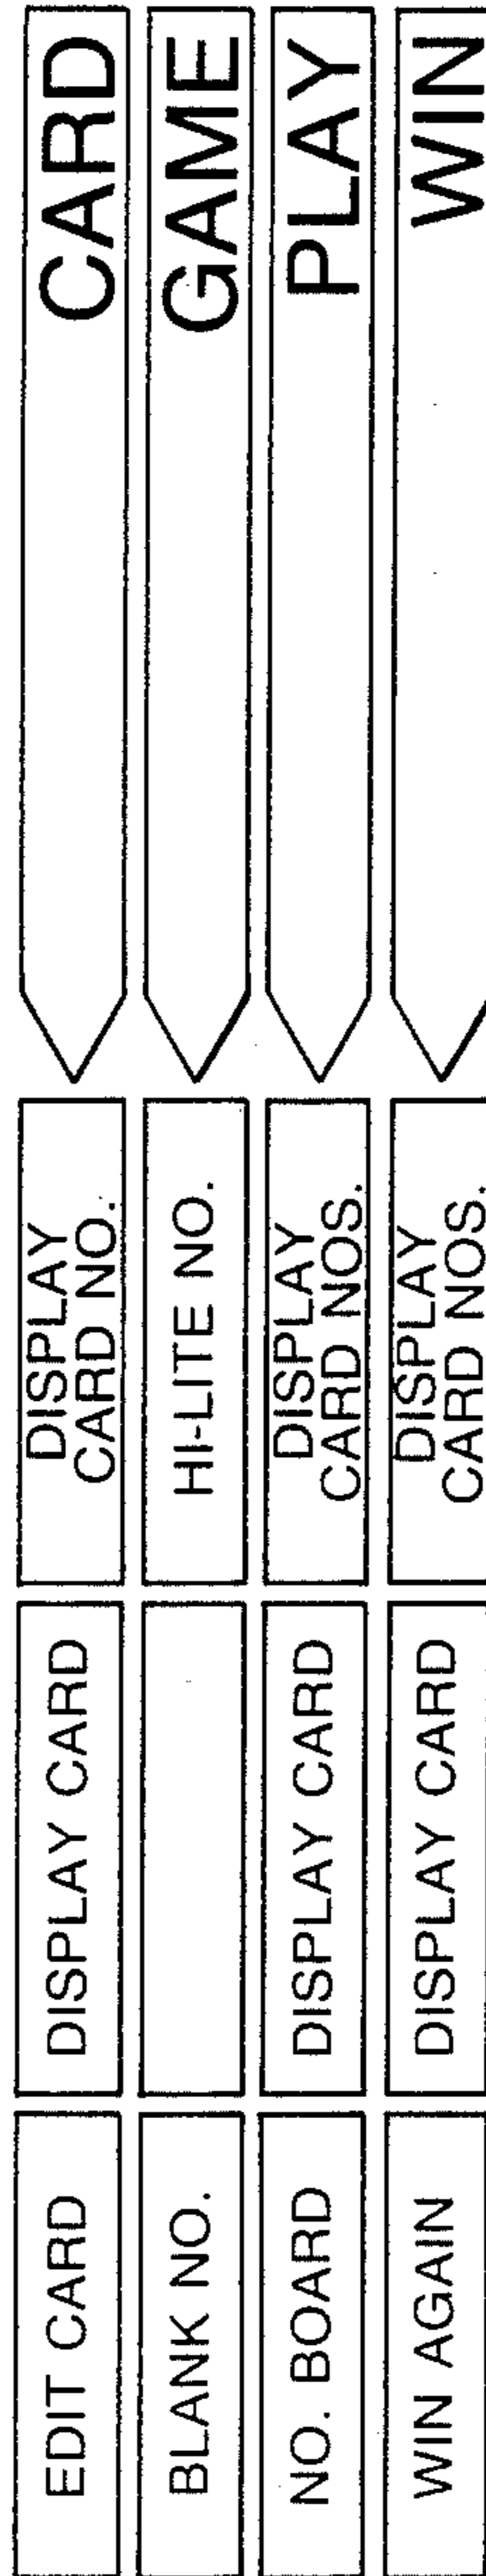 EDIT CARD
DISPLAY CARD
DISPLAY
CARD NO.
CARD
BLANK NO.
HI-LITE NO.
GAME
NO. BOARD
DISPLAY CARD
DISPLAY
CARD NOS.
PLAY
WIN AGAIN
DISPLAY CARD
DISPLAY
CARD NOS.
WIN